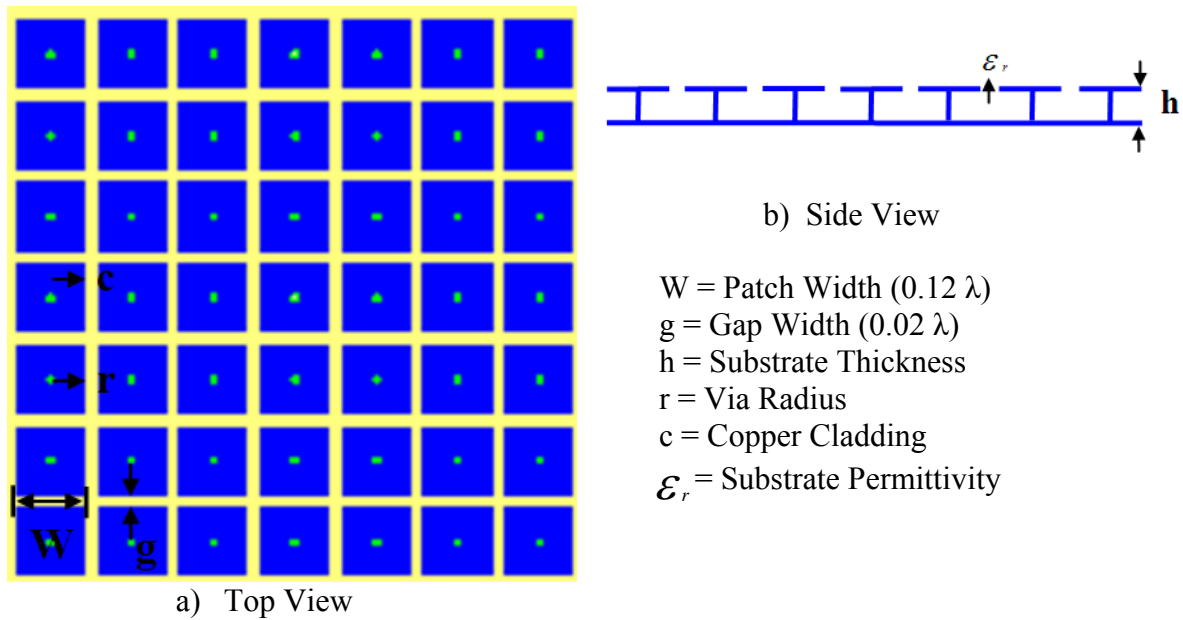 c
r
W
g
a) Top View
εr
h
b) Side View
W = Patch Width (0.12 λ)
g = Gap Width (0.02 λ)
h = Substrate Thickness
r = Via Radius
c = Copper Cladding
εr = Substrate Permittivity